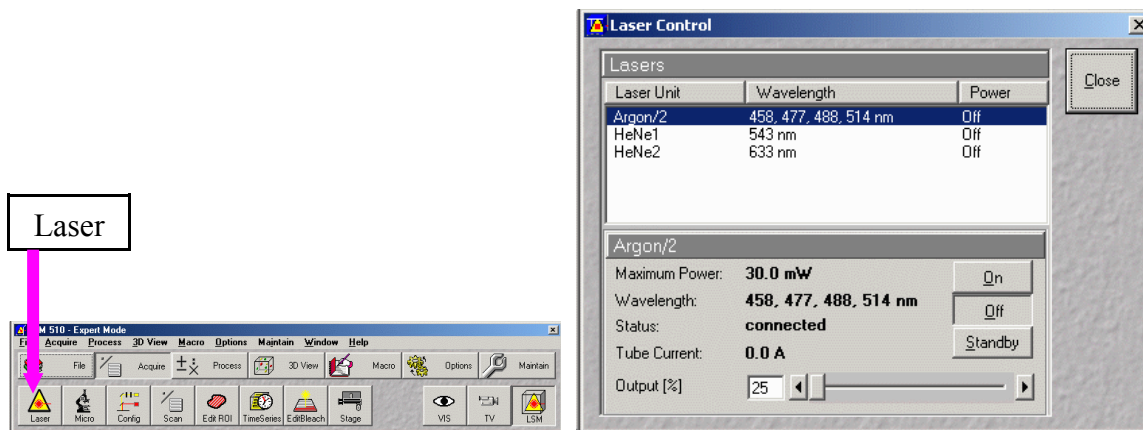 Laser
LSM 510 - Expert Mode
File Acquire Process 3D View Macro Options Maintain Window Help
File Acquire Process 3D View Macro Options Maintain
Laser Micro Config Scan Edit ROI TimeSeries EditBleach Stage VIS TV LSM
Laser Control
Close
Lasers
Laser Unit Wavelength Power
Argon/2 458, 477, 488, 514 nm Off
HeNe1 543 nm Off
HeNe2 633 nm Off
Argon/2
Maximum Power: 30.0 mW On
Wavelength: 458, 477, 488, 514 nm Off
Status: connected
Tube Current: 0.0 A Standby
Output [%] 25